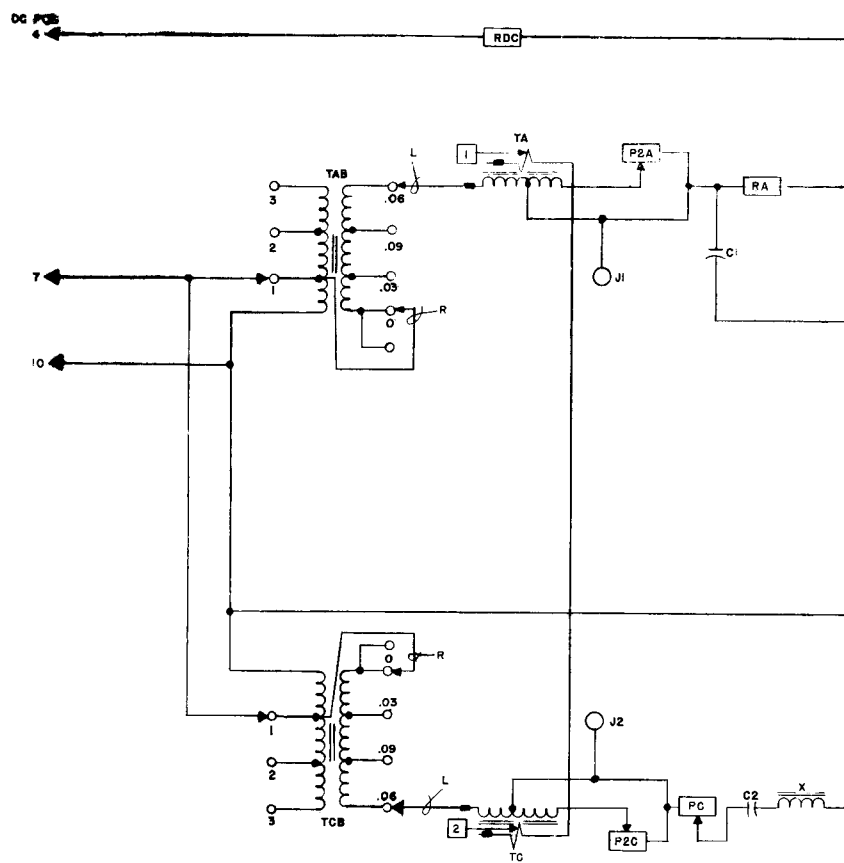 DC POS
4
RDC
TA
1
P2A
L
TAB
3
.06
RA
2
.09
C1
7
1
.03
J1
0
R
10
0
R
1
.03
J2
2
.09
3
.06
L
TCB
2
TC
P2C
PC
C2
X